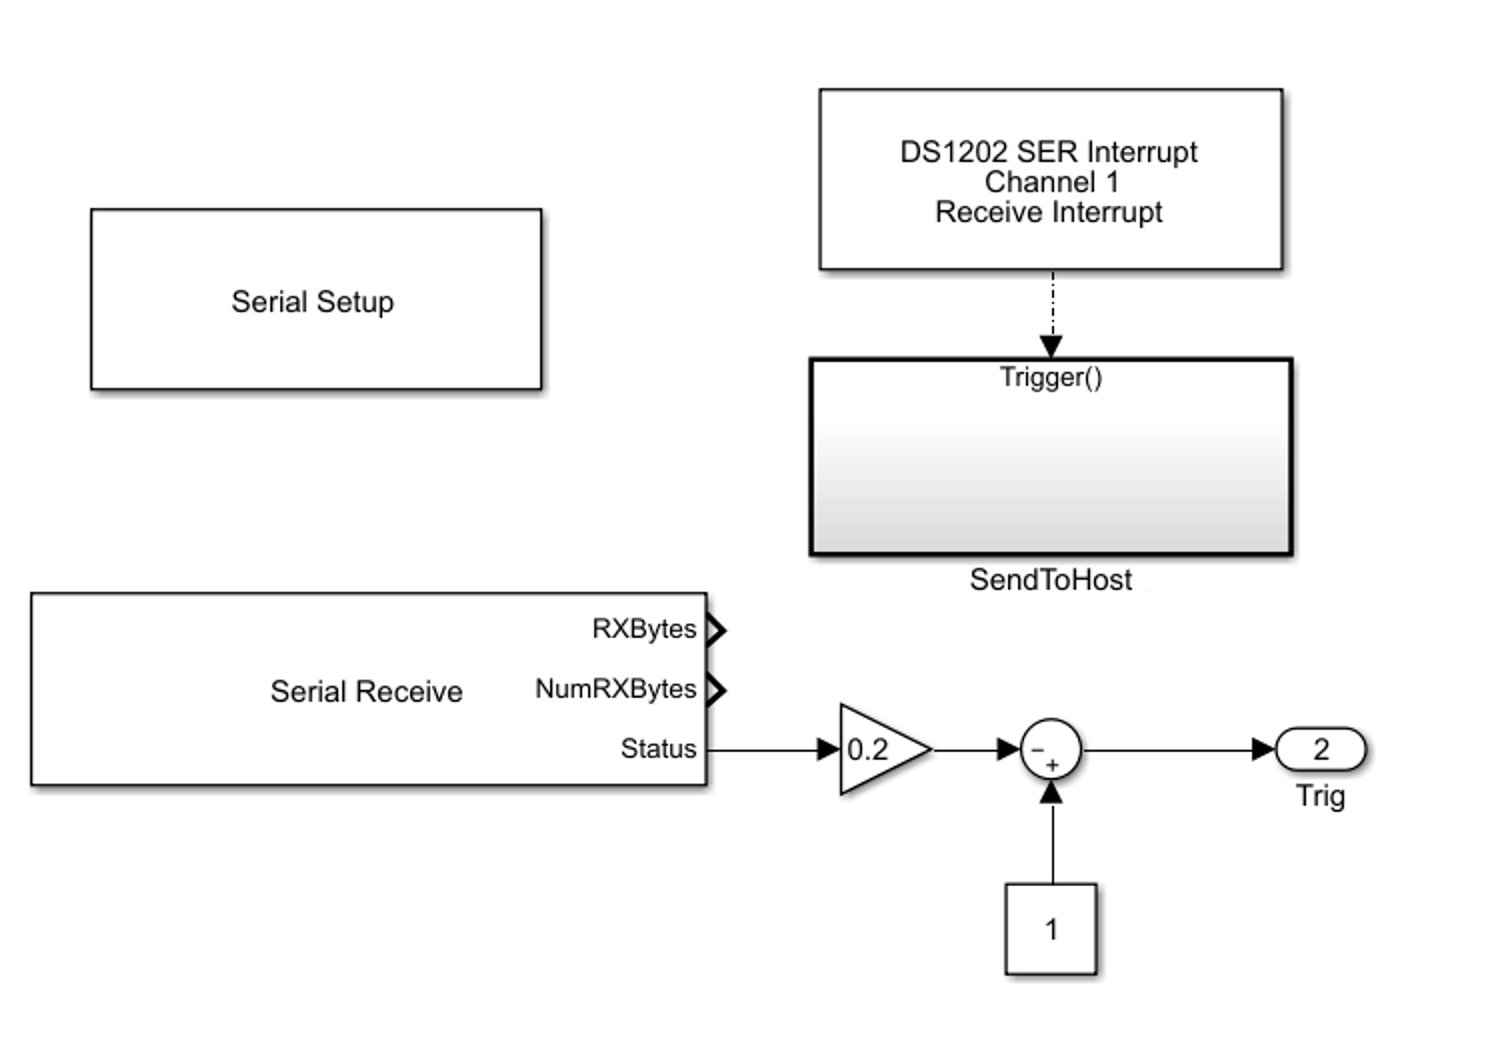 DS1202 SER Interrupt
Channel 1
Receive Interrupt
Serial Setup
Trigger()
SendToHost
RXBytes
Serial Receive
NumRXBytes
Status
0.2
−
+
2
Trig
1